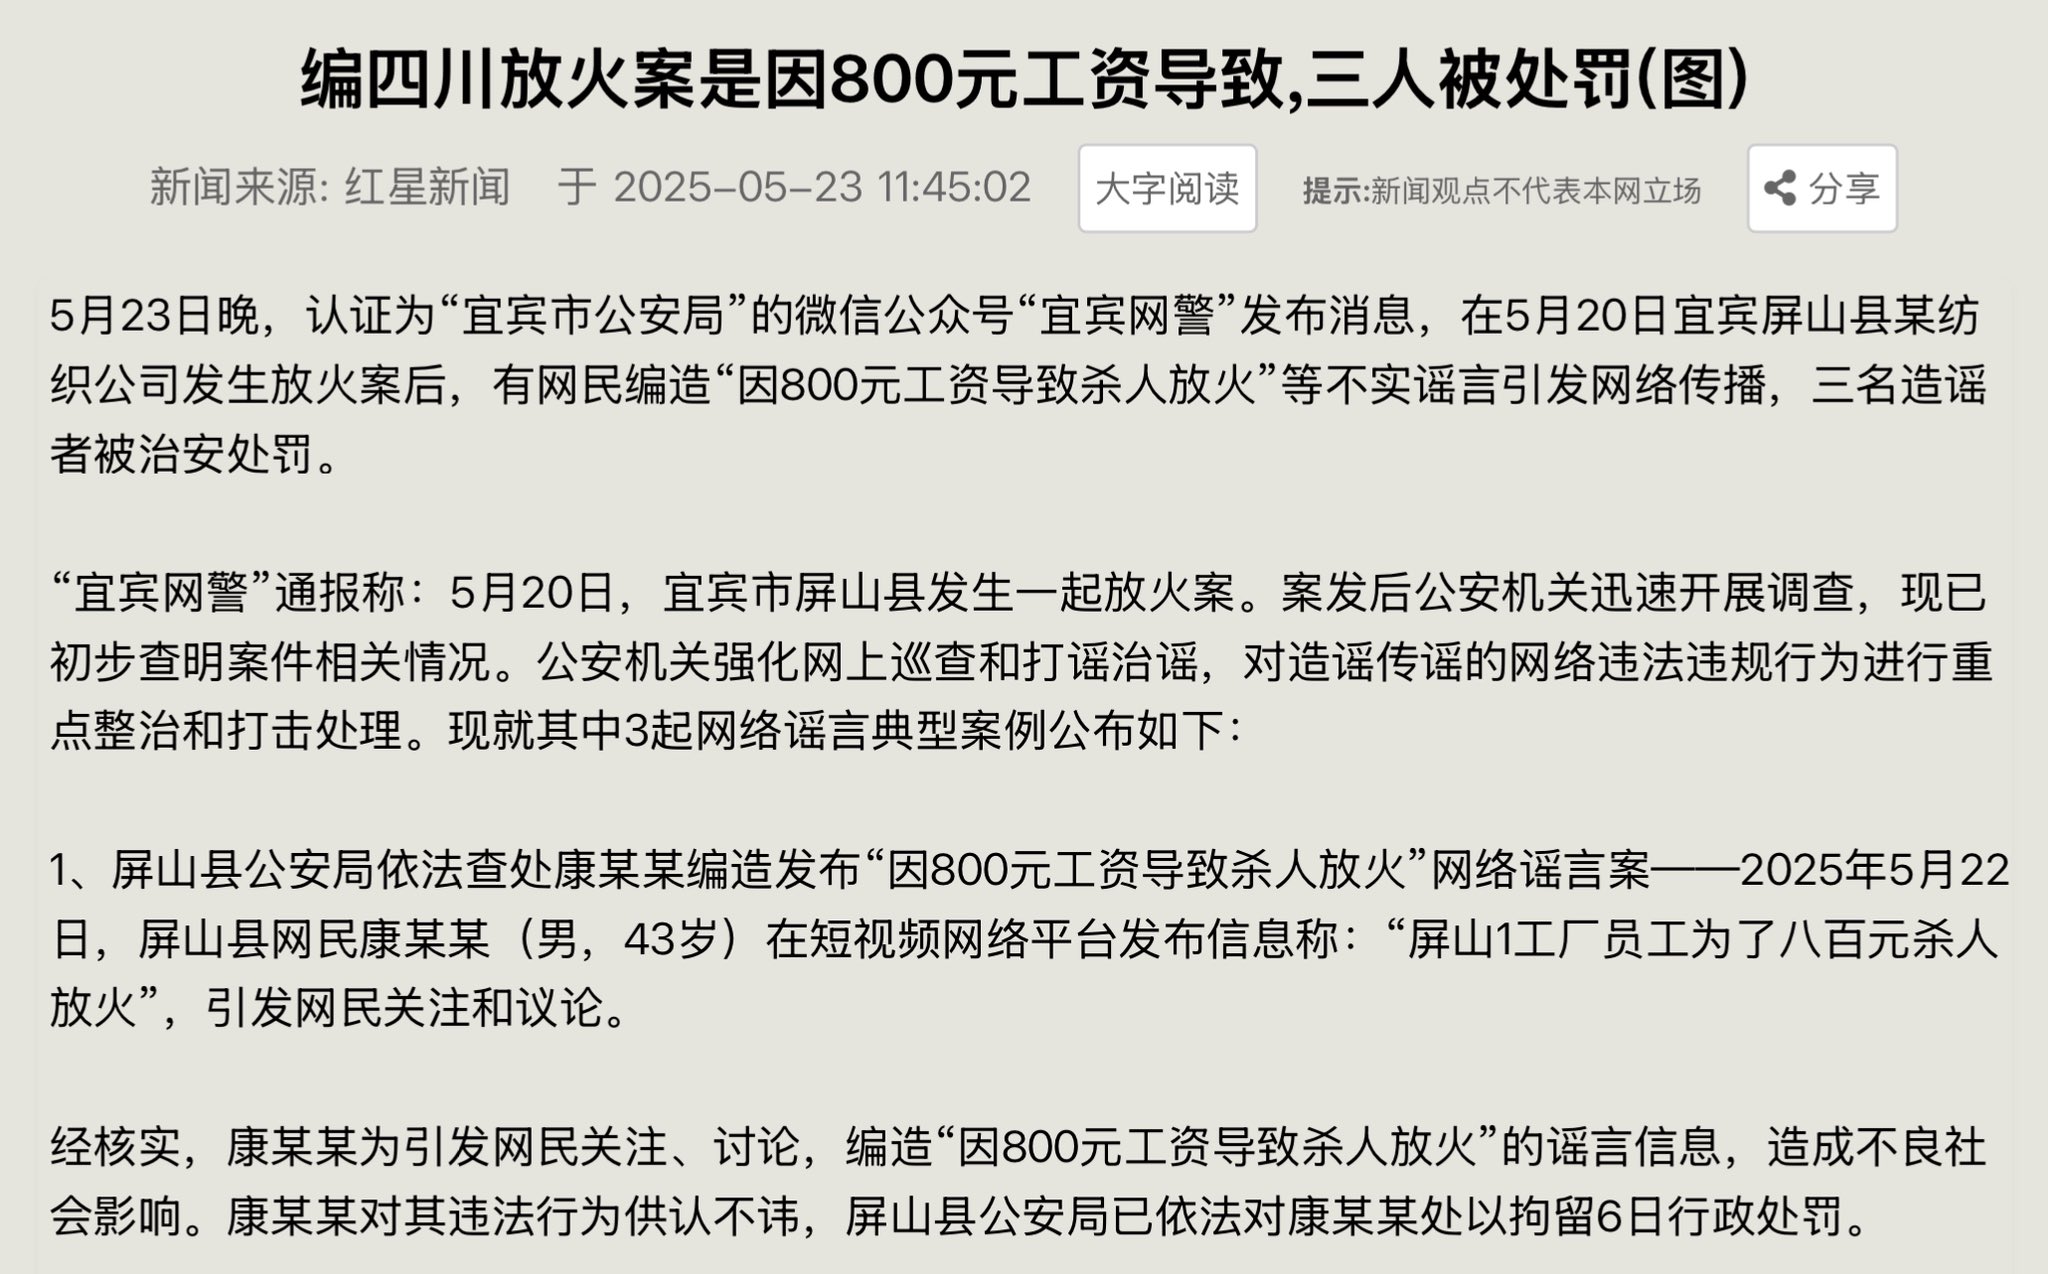 编四川放火案是因800元工资导致,三人被处罚(图)
新闻来源: 红星新闻 于 2025-05-23 11:45:02 大字阅读 提示:新闻观点不代表本网立场 分享
5月23日晚，认证为“宜宾市公安局”的微信公众号“宜宾网警”发布消息，在5月20日宜宾屏山县某纺
织公司发生放火案后，有网民编造“因800元工资导致杀人放火”等不实谣言引发网络传播，三名造谣
者被治安处罚。
“宜宾网警”通报称：5月20日，宜宾市屏山县发生一起放火案。案发后公安机关迅速开展调查，现已
初步查明案件相关情况。公安机关强化网上巡查和打谣治谣，对造谣传谣的网络违法违规行为进行重
点整治和打击处理。现就其中3起网络谣言典型案例公布如下：
1、屏山县公安局依法查处康某某编造发布“因800元工资导致杀人放火”网络谣言案——2025年5月22
日，屏山县网民康某某（男，43岁）在短视频网络平台发布信息称：“屏山1工厂员工为了八百元杀人
放火”，引发网民关注和议论。
经核实，康某某为引发网民关注、讨论，编造“因800元工资导致杀人放火”的谣言信息，造成不良社
会影响。康某某对其违法行为供认不讳，屏山县公安局已依法对康某某处以拘留6日行政处罚。